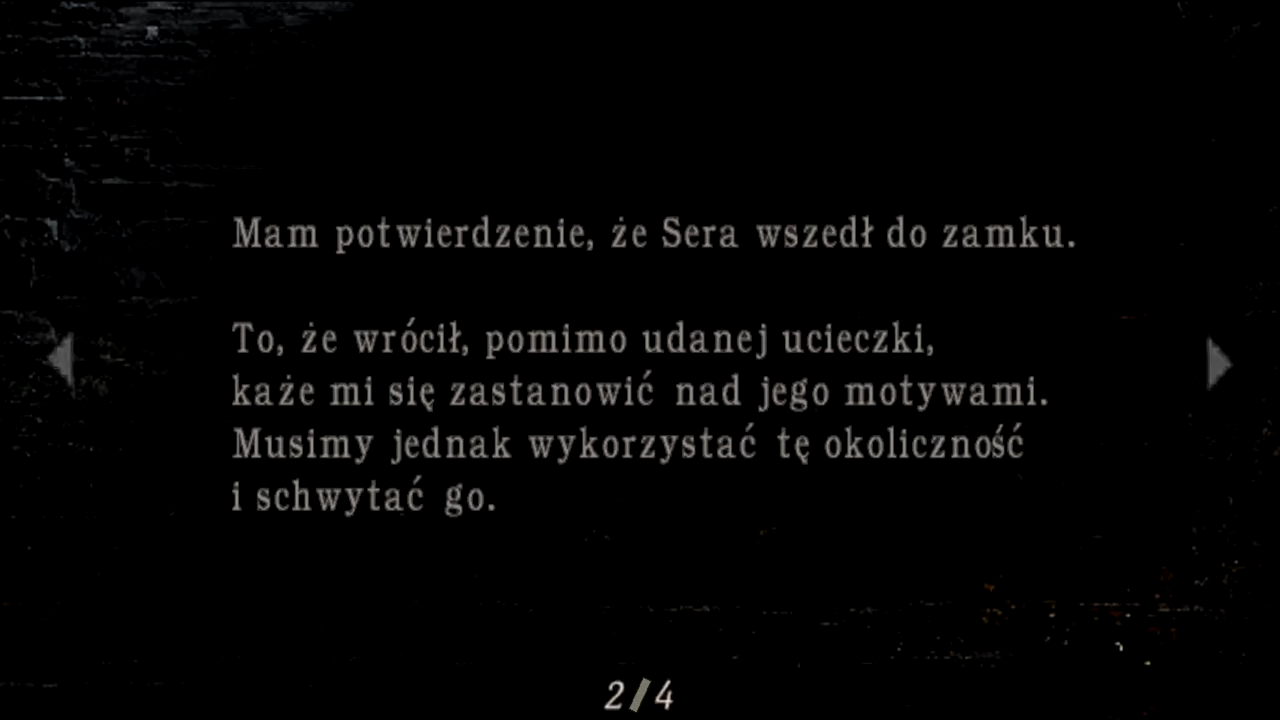 Mam potwierdzenie, że Sera wszedł do zamku.
To, że wrócił, pomimo udanej ucieczki,
każe mi się zastanowić nad jego motywami.
Musimy jednak wykorzystać tę okoliczność
i schwytać go.
2/4